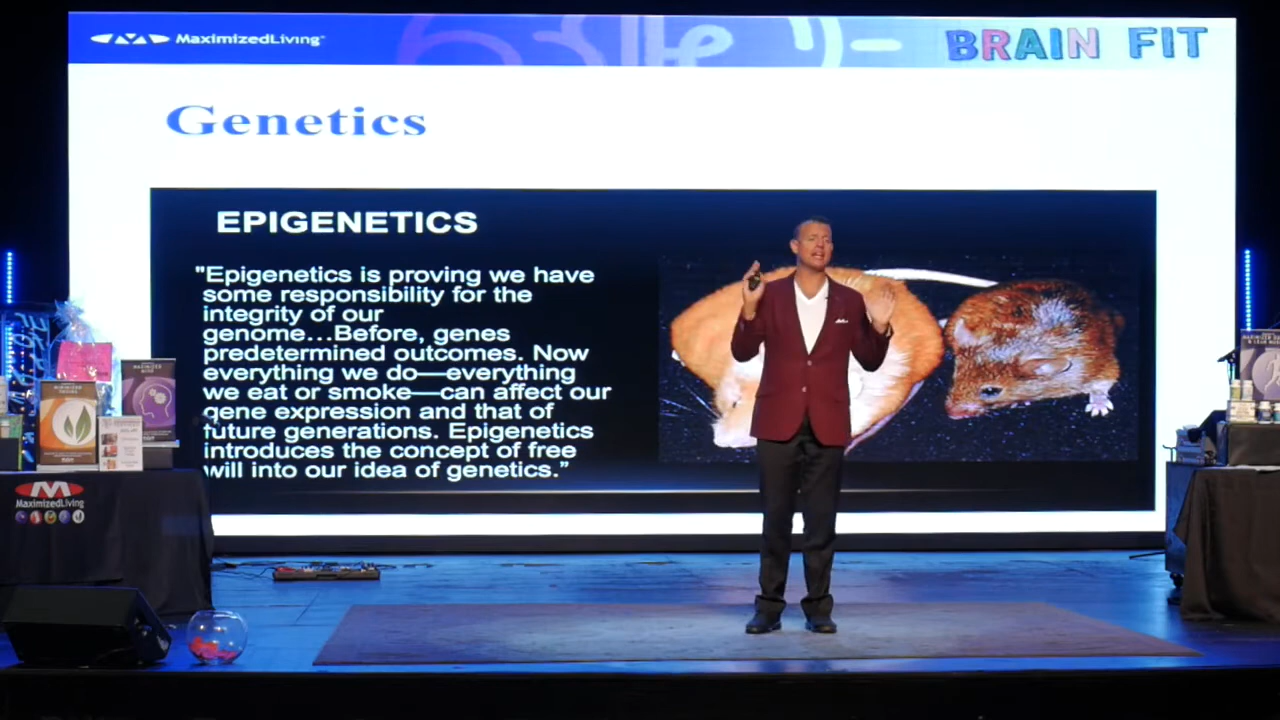 MaximizedLiving
BRAIN FIT
Genetics
EPIGENETICS
"Epigenetics is proving we have
some responsibility for the
integrity of our
genome...Before, genes
predetermined outcomes. Now
everything we do—everything
we eat or smoke—can affect our
gene expression and that of
future generations. Epigenetics
introduces the concept of free
will into our idea of genetics.”
MaximizedLiving